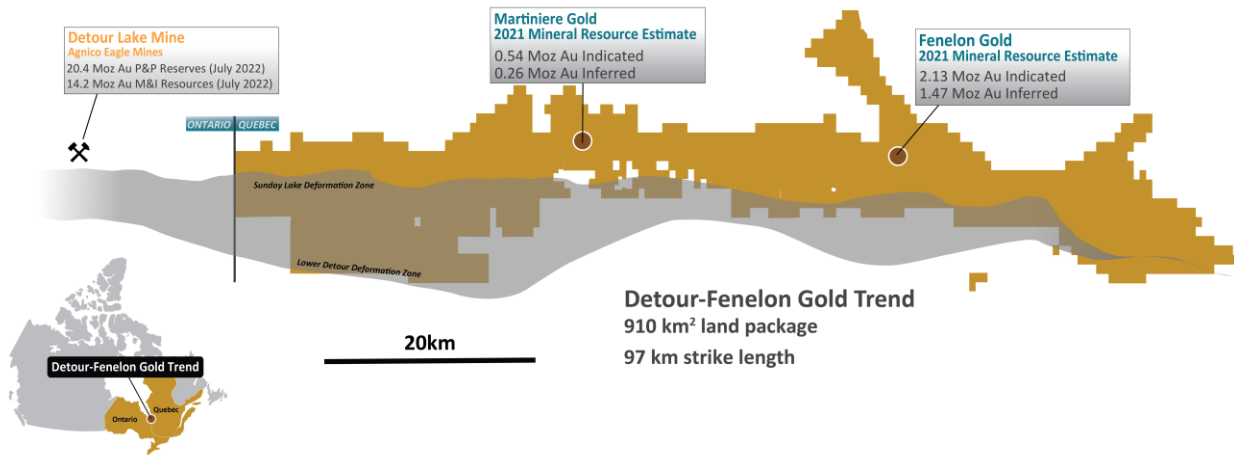 Detour Lake Mine
Agnico Eagle Mines
20.4 Moz Au P&P Reserves (July 2022)
14.2 Moz Au M&I Resources (July 2022)
Martiniere Gold
2021 Mineral Resource Estimate
0.54 Moz Au Indicated
0.26 Moz Au Inferred
Fenelon Gold
2021 Mineral Resource Estimate
2.13 Moz Au Indicated
1.47 Moz Au Inferred
ONTARIO QUEBEC
Sunday Lake Deformation Zone
Lower Detour Deformation Zone
Detour-Fenelon Gold Trend
910 km² land package
97 km strike length
20km
Detour-Fenelon Gold Trend
Quebec
Ontario